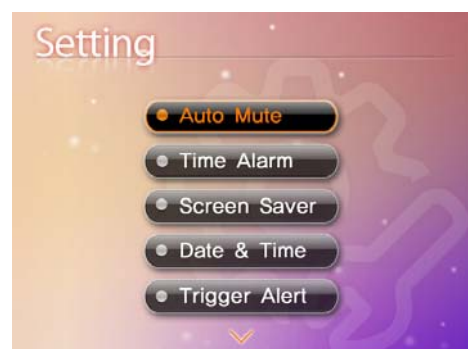 Setting
Auto Mute
Time Alarm
Screen Saver
Date & Time
Trigger Alert